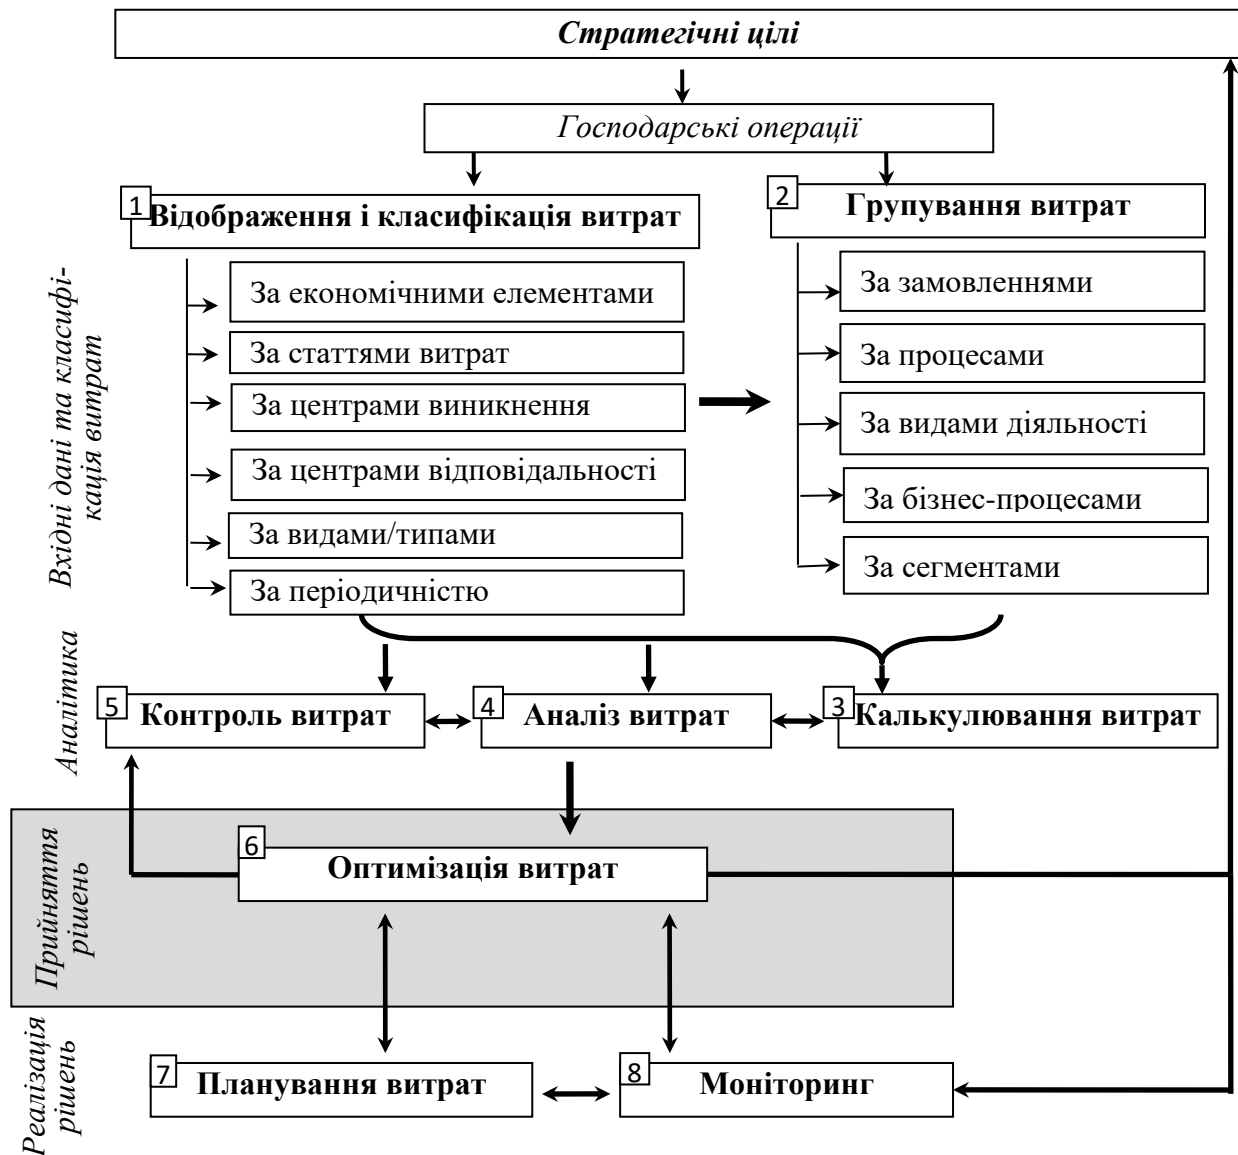 Стратегічні цілі
Господарські операції
1
Відображення і класифікація витрат
2
Групування витрат
Вхідні дані та класифі-
кація витрат
За економічними елементами
За статтями витрат
За центрами виникнення
За центрами відповідальності
За видами/типами
За періодичністю
За замовленнями
За процесами
За видами діяльності
За бізнес-процесами
За сегментами
Аналітика
5
Контроль витрат
4
Аналіз витрат
3
Калькулювання витрат
Прийняття
рішень
6
Оптимізація витрат
Реалізація
рішень
7
Планування витрат
8
Моніторинг